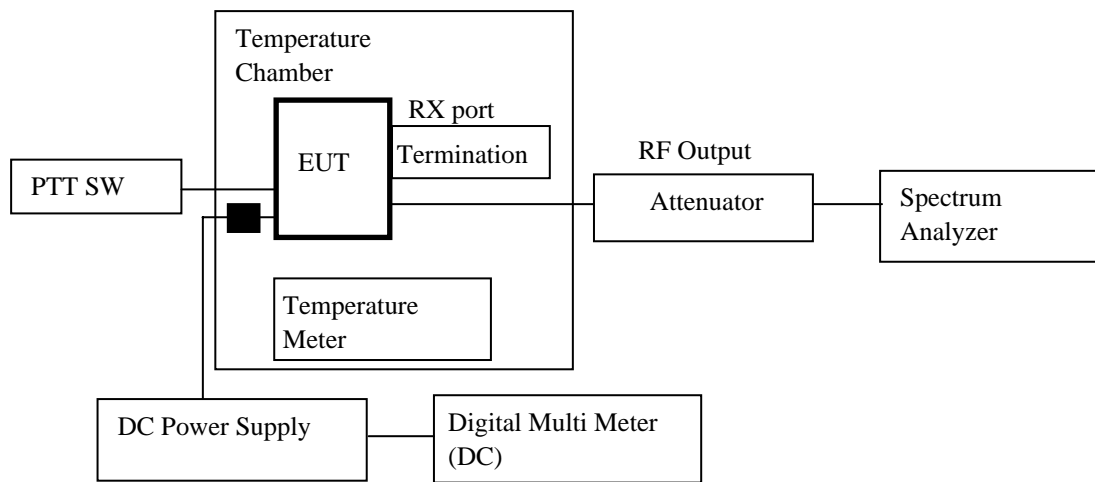 Temperature
Chamber
RX port
EUT
Termination
RF Output
PTT SW
Attenuator
Spectrum
Analyzer
Temperature
Meter
DC Power Supply
Digital Multi Meter
(DC)